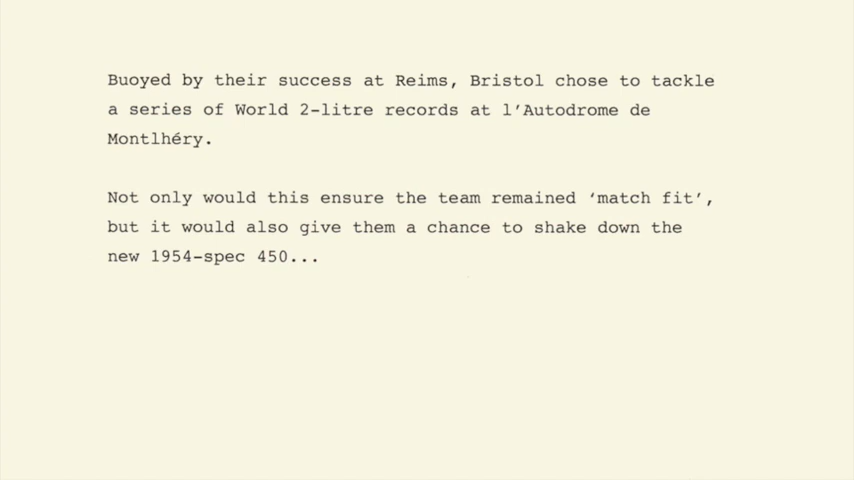 Buoyed by their success at Reims, Bristol chose to tackle
a series of World 2-litre records at l’Autodrome de
Montlhéry.
Not only would this ensure the team remained ‘match fit’,
but it would also give them a chance to shake down the
new 1954-spec 450...